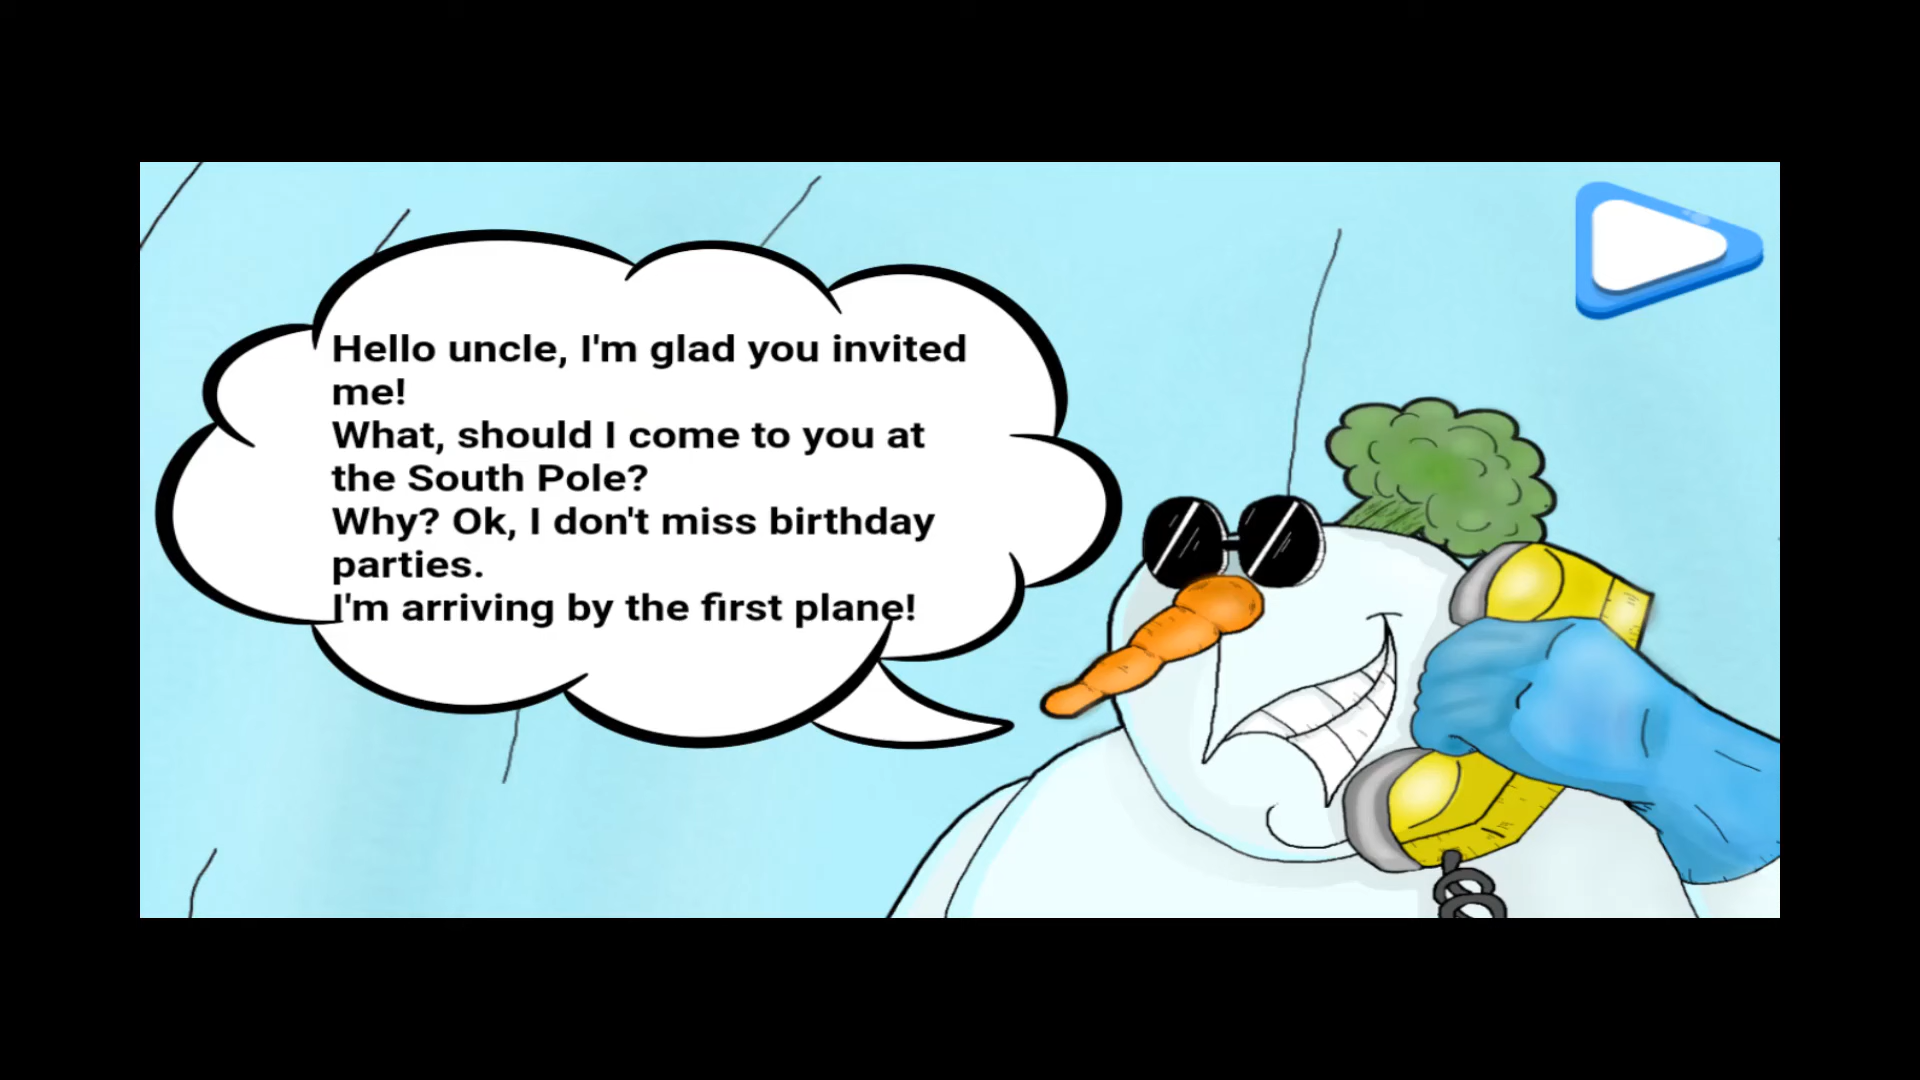 Hello uncle, I'm glad you invited
me!
What, should I come to you at
the South Pole?
Why? Ok, I don't miss birthday
parties.
I'm arriving by the first plane!